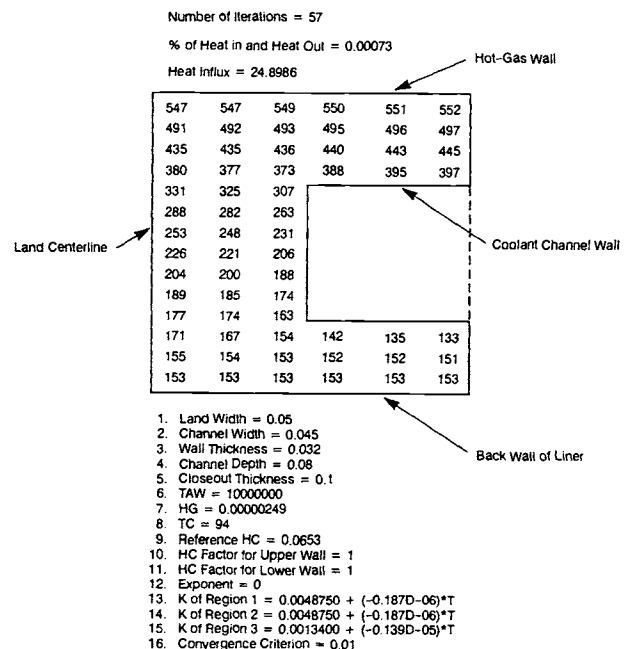 Number of Iterations = 57
% of Heat in and Heat Out = 0.00073
Heat Influx = 24.8986
Hot-Gas Wall
547 547 549 550 551 552
491 492 493 495 496 497
435 435 436 440 443 445
380 377 373 388 395 397
331 325 307
288 282 263
253 248 231
226 221 206
204 200 188
189 185 174
177 174 163
171 167 154 142 135 133
155 154 153 152 152 151
153 153 153 153 153 153
Land Centerline
Coolant Channel Wall
Back Wall of Liner
1. Land Width = 0.05
2. Channel Width = 0.045
3. Wall Thickness = 0.032
4. Channel Depth = 0.08
5. Closeout Thickness = 0.1
6. TAW = 10000000
7. HG = 0.00000249
8. TC = 94
9. Reference HC = 0.0653
10. HC Factor for Upper Wall = 1
11. HC Factor for Lower Wall = 1
12. Exponent = 0
13. K of Region 1 = 0.0048750 + (-0.187D-06)*T
14. K of Region 2 = 0.0048750 + (-0.187D-06)*T
15. K of Region 3 = 0.0013400 + (-0.139D-05)*T
16. Convergence Criterion = 0.01